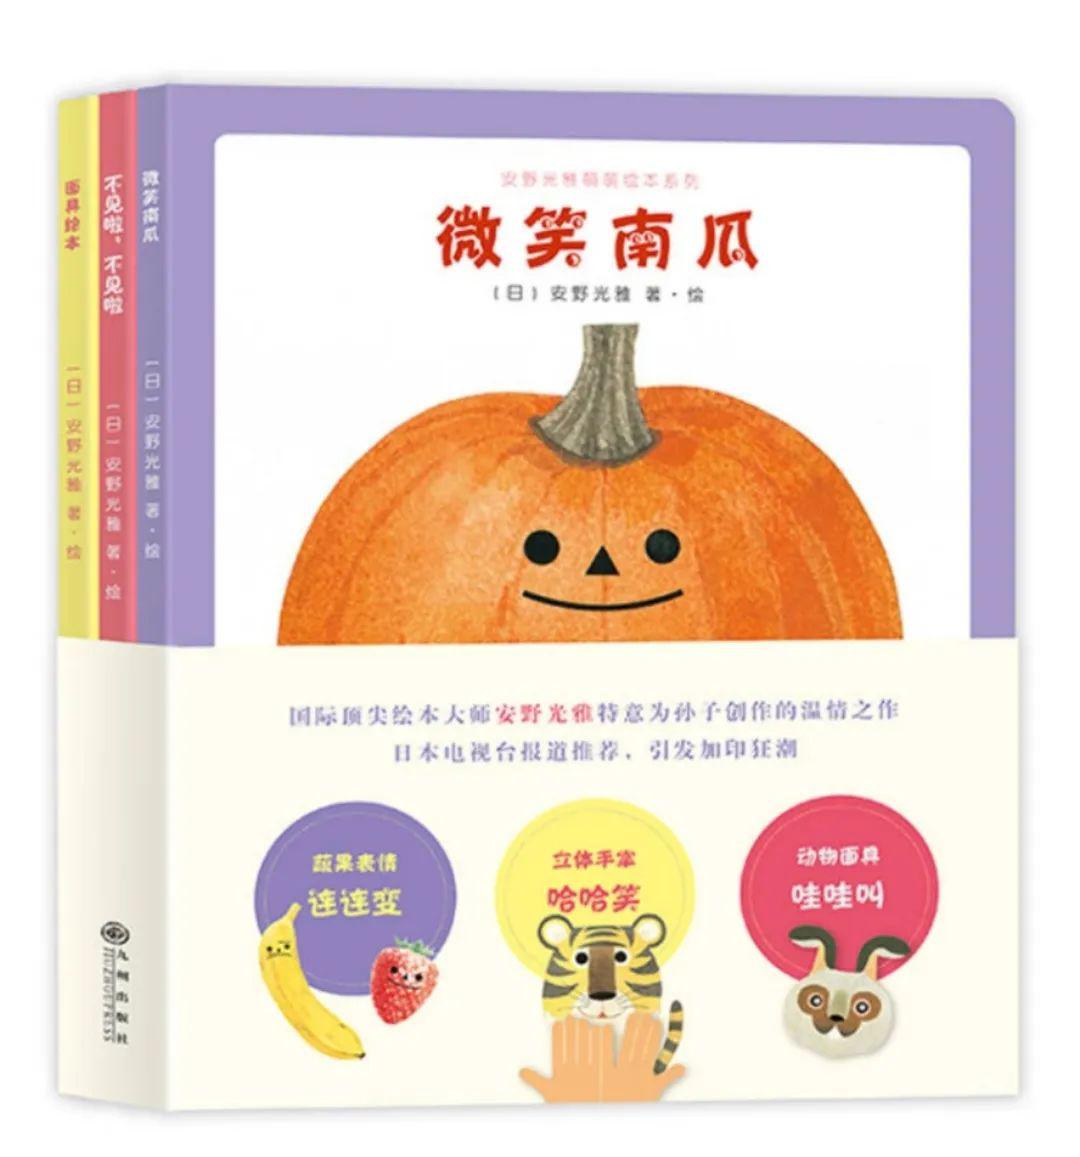 面具绘本
（日）安野光雅 著·绘
不见啦、不见啦
（日）安野光雅 著·绘
微笑南瓜
（日）安野光雅 著·绘
安野光雅萌萌绘本系列
微笑南瓜
（日）安野光雅 著·绘
国际顶尖绘本大师安野光雅特意为孙子创作的温情之作
日本电视台报道推荐，引发加印狂潮
蔬果表情
连连变
立体手掌
哈哈笑
动物面具
哇哇叫
九州出版社
JIUZHOUPRESS